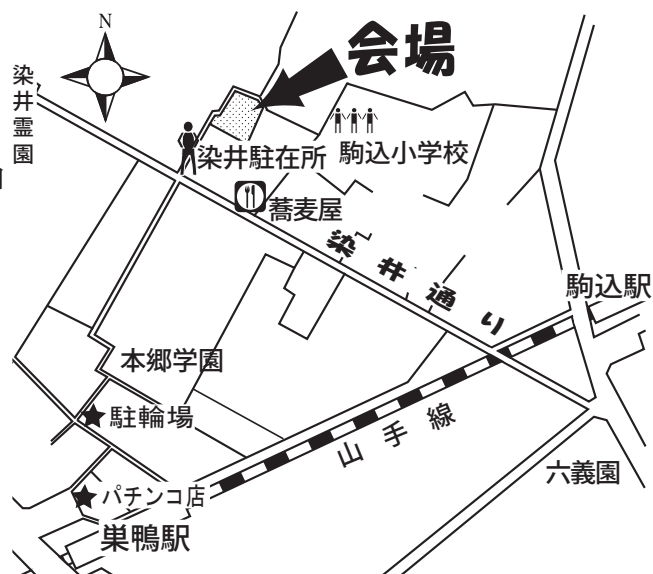 N
会場
染井霊園
染井駐在所
駒込小学校
蕎麦屋
染井通り
駒込駅
本郷学園
駐輪場
山手線
六義園
パチンコ店
巣鴨駅